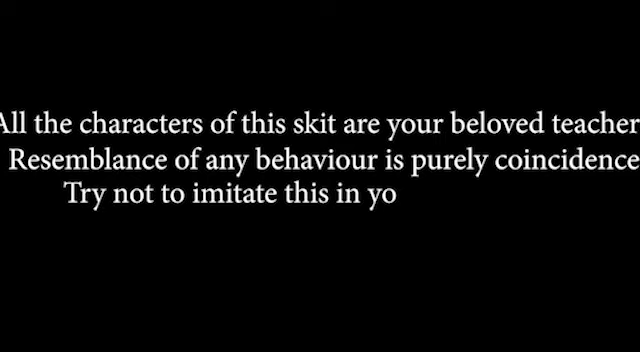 All the characters of this skit are your beloved teacher
Resemblance of any behaviour is purely coincidence
Try not to imitate this in yo